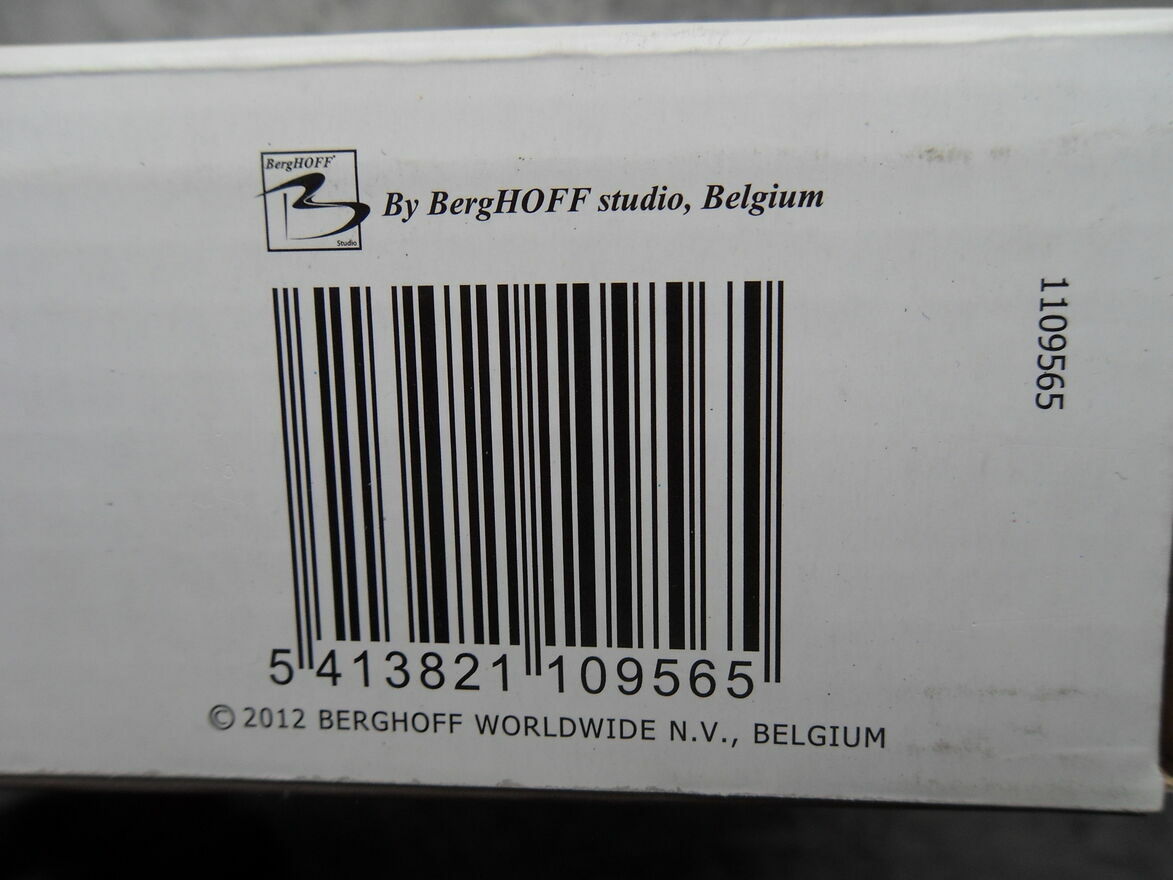 BergHOFF
Studio
By BergHOFF studio, Belgium
1109565
5 413821 109565
© 2012 BERGHOFF WORLDWIDE N.V., BELGIUM